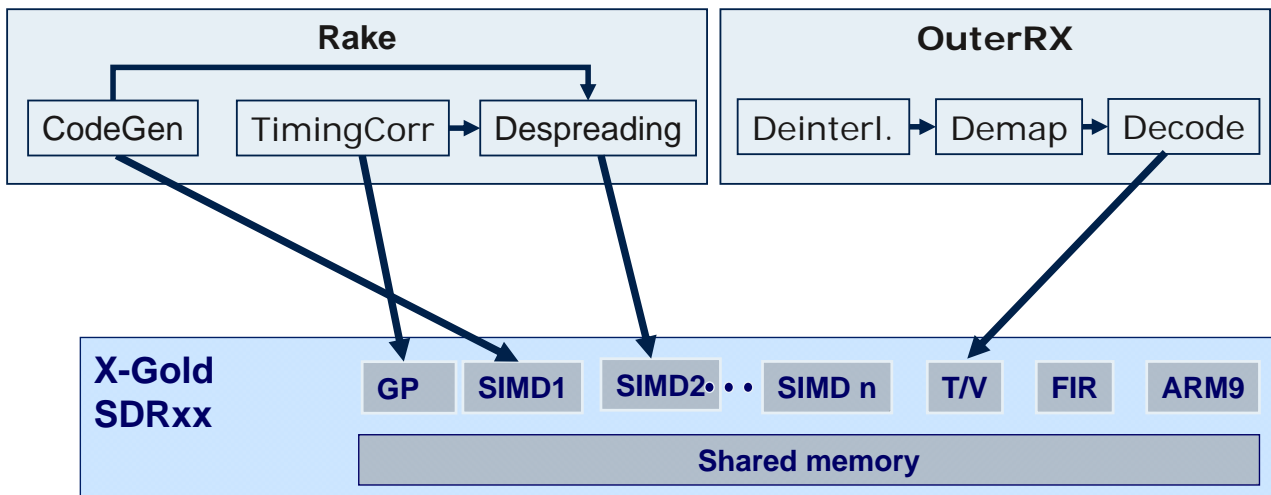 Rake
OuterRX
CodeGen
TimingCorr
Despreading
Deinterl.
Demap
Decode
X-Gold
SDRxx
GP
SIMD1
SIMD2
• • •
SIMD n
T/V
FIR
ARM9
Shared memory